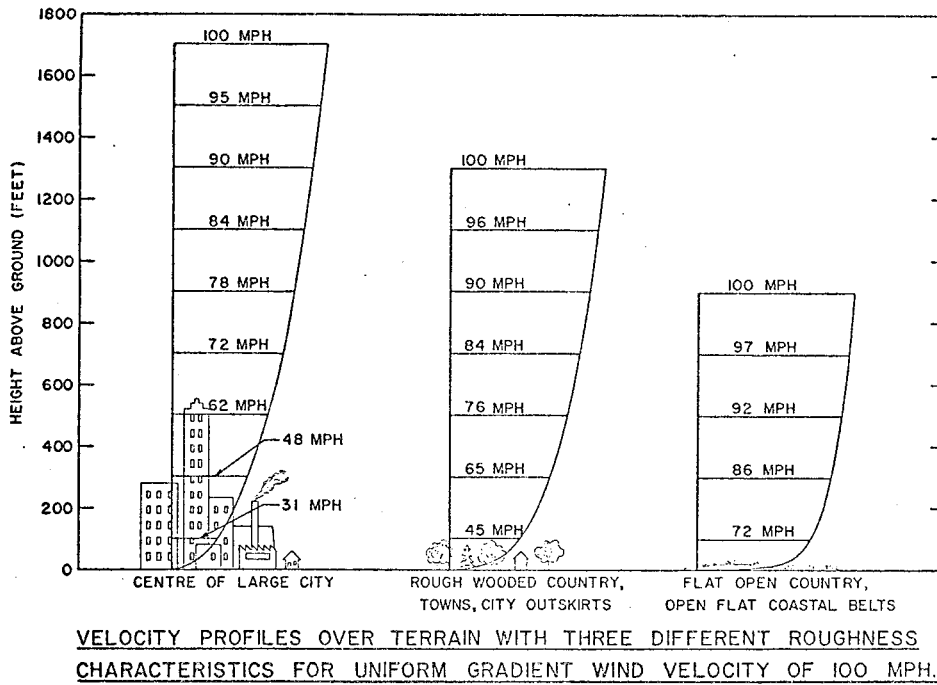 HEIGHT ABOVE GROUND (FEET)
1800
1600
1400
1200
1000
800
600
400
200
0
100 MPH
95 MPH
90 MPH
84 MPH
78 MPH
72 MPH
62 MPH
48 MPH
31 MPH
CENTRE OF LARGE CITY
100 MPH
96 MPH
90 MPH
84 MPH
76 MPH
65 MPH
45 MPH
ROUGH WOODED COUNTRY,
TOWNS, CITY OUTSKIRTS
100 MPH
97 MPH
92 MPH
86 MPH
72 MPH
FLAT OPEN COUNTRY,
OPEN FLAT COASTAL BELTS
VELOCITY PROFILES OVER TERRAIN WITH THREE DIFFERENT ROUGHNESS
CHARACTERISTICS FOR UNIFORM GRADIENT WIND VELOCITY OF 100 MPH.